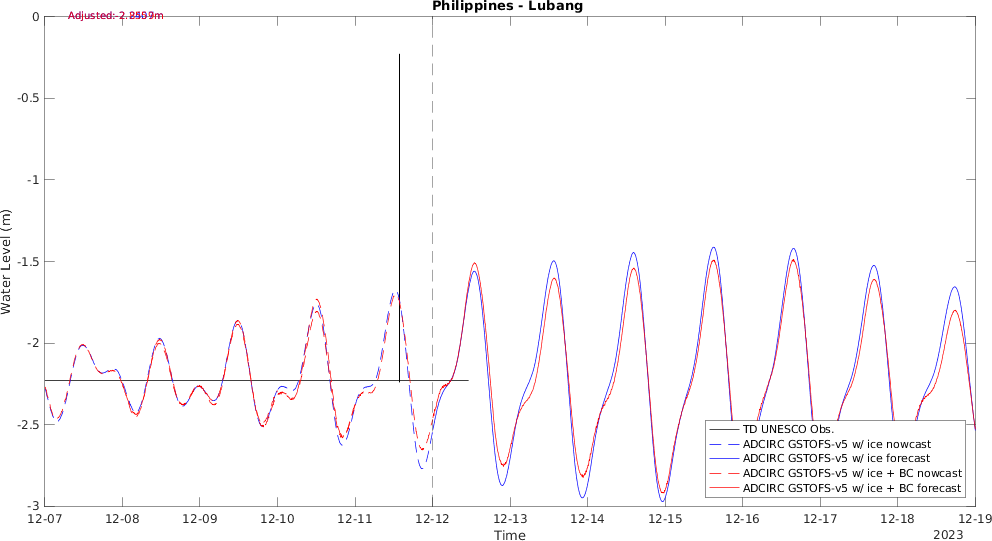 Philippines - Lubang
Adjusted:
0
-0.5
-1
-1.5
-2
-2.5
-3
Water Level (m)
12-07
12-08
12-09
12-10
12-11
12-12
12-13
12-14
12-15
12-16
12-17
12-18
12-19
Time
2023
TD UNESCO Obs.
ADCIRC GSTOFS-v5 w/ ice nowcast
ADCIRC GSTOFS-v5 w/ ice forecast
ADCIRC GSTOFS-v5 w/ ice + BC nowcast
ADCIRC GSTOFS-v5 w/ ice + BC forecast